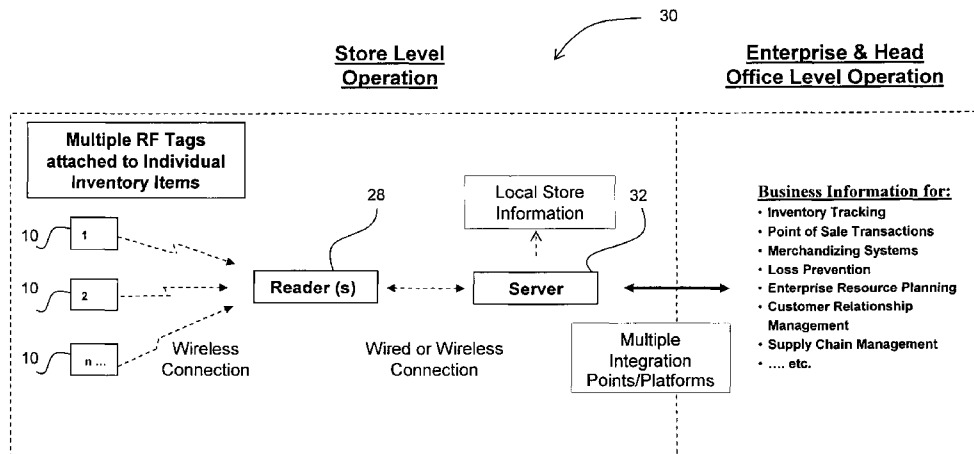 30
Store Level
Operation
Enterprise & Head
Office Level Operation
Multiple RF Tags
attached to Individual
Inventory Items
10
1
10
2
10
n ...
Wireless
Connection
28
Reader (s)
Wired or Wireless
Connection
Local Store
Information
32
Server
Multiple
Integration
Points/Platforms
Business Information for:
• Inventory Tracking
• Point of Sale Transactions
• Merchandizing Systems
• Loss Prevention
• Enterprise Resource Planning
• Customer Relationship
Management
• Supply Chain Management
• .... etc.